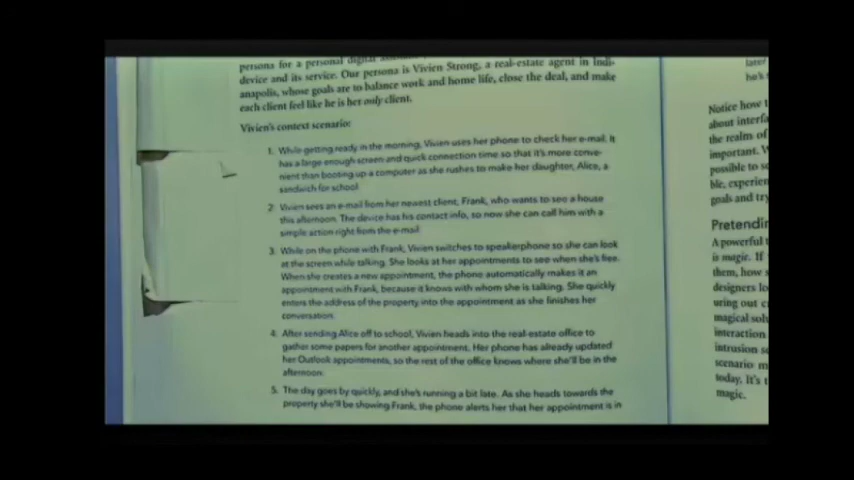 persona for a personal digital
device and its service. Our persona is Vivien Strong, a real-estate agent in Indi-
anapolis, whose goals are to balance work and home life, close the deal, and make
each client feel like he is her only client.
Vivien's context scenario:
1. While getting ready in the morning, Vivien uses her phone to check her e-mail. It
has a large enough screen and quick connection time so that it's more conve-
nient than booting up a computer as she rushes to make her daughter, Alice, a
sandwich for school.
2. Vivien sees an e-mail from her newest client, Frank, who wants to see a house
this afternoon. The device has his contact info, so now she can call him with a
simple action right from the e-mail.
3. While on the phone with Frank, Vivien switches to speakerphone so she can look
at the screen while talking. She looks at her appointments to see when she's free.
When she creates a new appointment, the phone automatically makes it an
appointment with Frank, because it knows with whom she is talking. She quickly
enters the address of the property into the appointment as she finishes her
conversation.
4. After sending Alice off to school, Vivien heads into the real-estate office to
gather some papers for another appointment. Her phone has already updated
her Outlook appointments, so the rest of the office knows where she'll be in the
afternoon.
5. The day goes by quickly, and she's running a bit late. As she heads towards the
property she'll be showing Frank, the phone alerts her that her appointment is in
later
he's
Notice how
about
the realm of
important.
possible to
ble,
goals and
A powerful
is magic. If
them, how
designers
uring out
magical
interaction
intrusion
scenario
today. It's
magic.